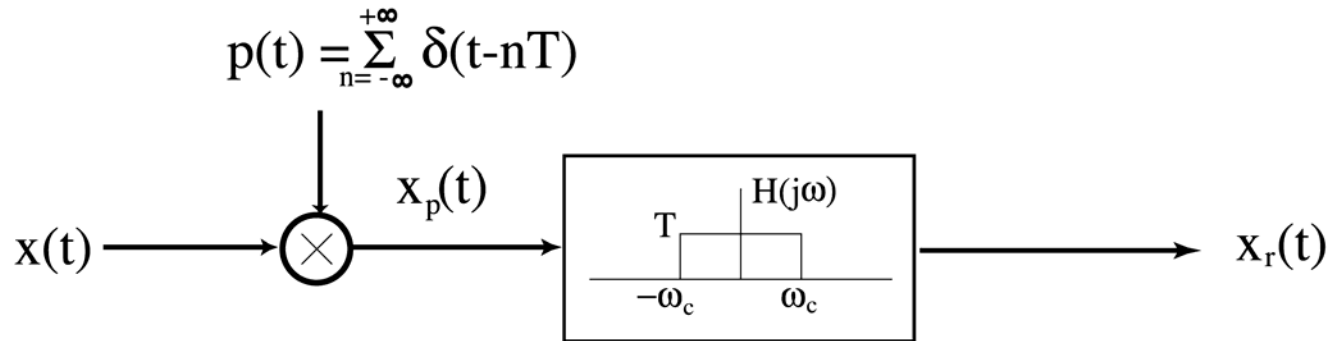 +∞
p(t) = Σ δ(t-nT)
n= -∞
x(t)
x_p(t)
H(jω)
T
−ω_c
ω_c
x_r(t)